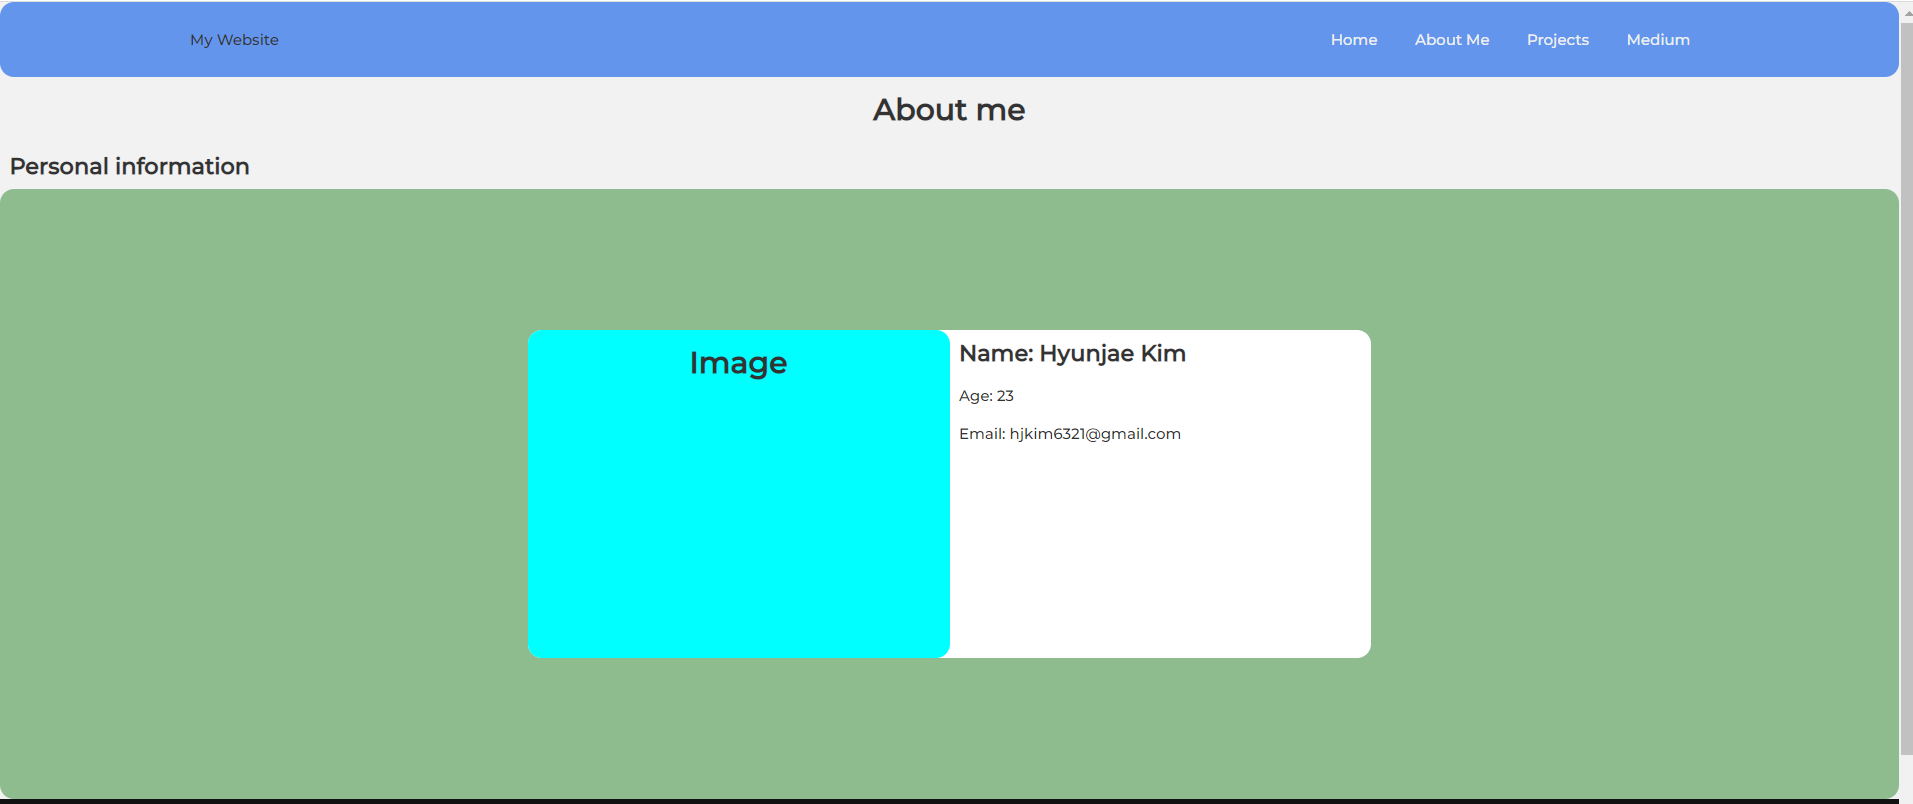 My Website
Home About Me Projects Medium
About me
Personal information
Image
Name: Hyunjae Kim
Age: 23
Email: hjkim6321@gmail.com